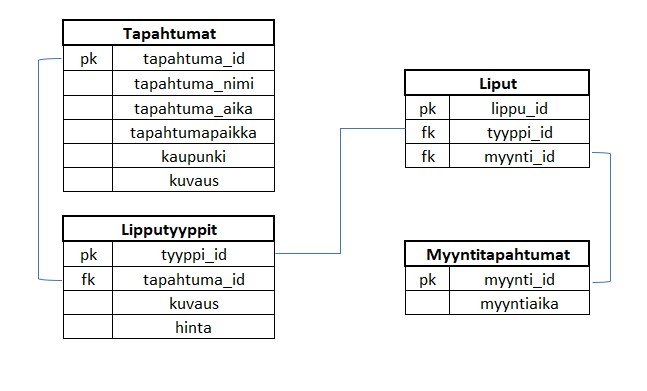 Tapahtumat
pk tapahtuma_id
tapahtuma_nimi
tapahtuma_aika
tapahtumapaikka
kaupunki
kuvaus
Lipputyyppit
pk tyyppi_id
fk tapahtuma_id
kuvaus
hinta
Liput
pk lippu_id
fk tyyppi_id
fk myynti_id
Myyntitapahtumat
pk myynti_id
myyntiaika